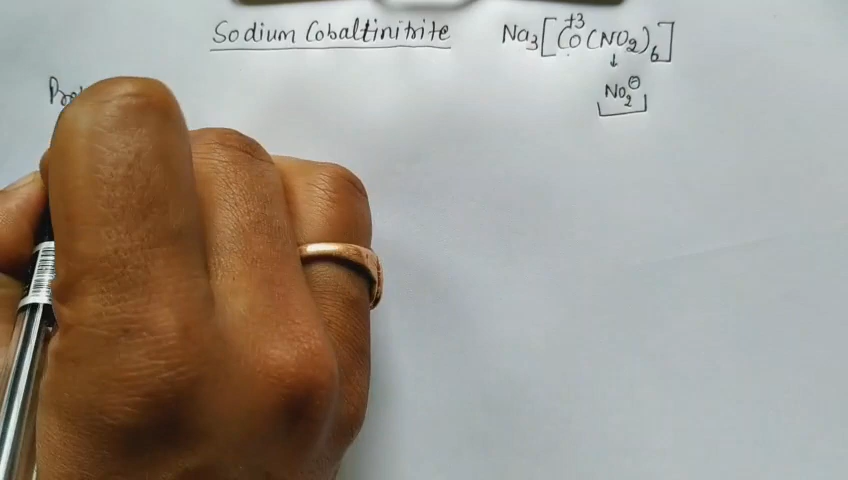 Sodium Cobaltinitrite Na₃[Co⁺³(NO₂)₆]
↓
NO₂⊖